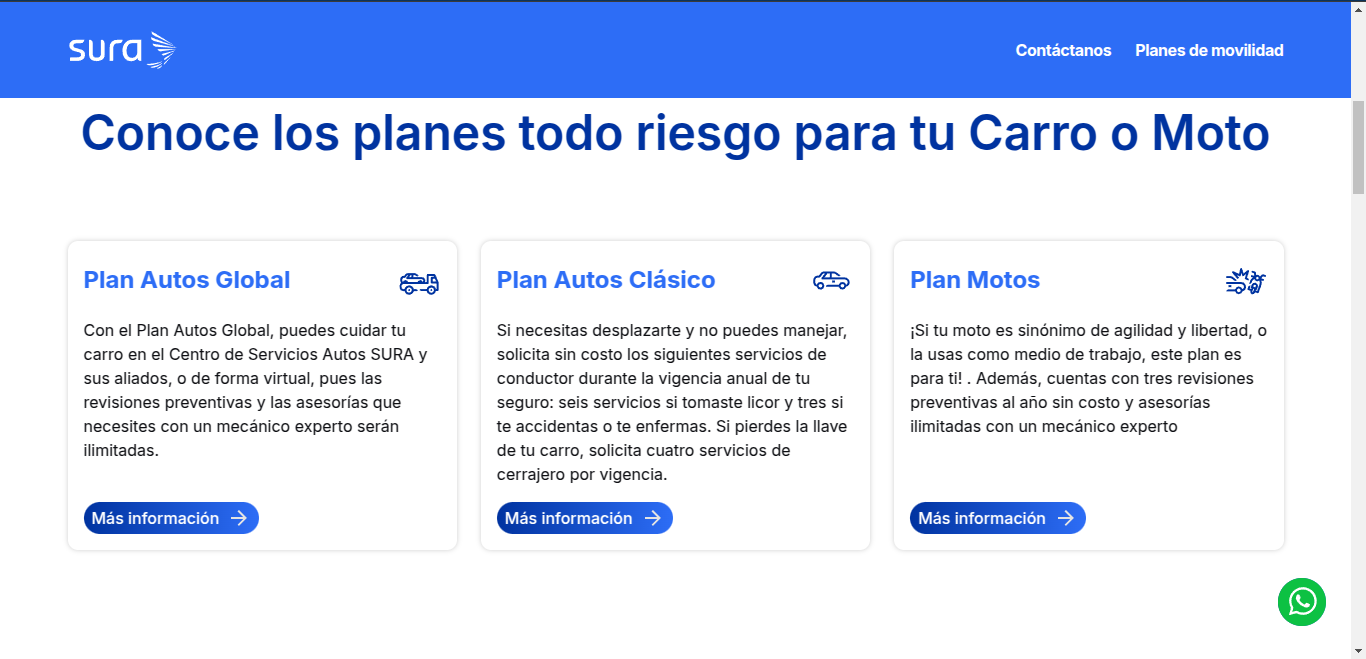 sura
Contáctanos
Planes de movilidad
Conoce los planes todo riesgo para tu Carro o Moto
Plan Autos Global
Con el Plan Autos Global, puedes cuidar tu
carro en el Centro de Servicios Autos SURA y
sus aliados, o de forma virtual, pues las
revisiones preventivas y las asesorías que
necesites con un mecánico experto serán
ilimitadas.
Más información
Plan Autos Clásico
Si necesitas desplazarte y no puedes manejar,
solicita sin costo los siguientes servicios de
conductor durante la vigencia anual de tu
seguro: seis servicios si tomaste licor y tres si
te accidentas o te enfermas. Si pierdes la llave
de tu carro, solicita cuatro servicios de
cerrajero por vigencia.
Más información
Plan Motos
¡Si tu moto es sinónimo de agilidad y libertad, o
la usas como medio de trabajo, este plan es
para ti! . Además, cuentas con tres revisiones
preventivas al año sin costo y asesorías
ilimitadas con un mecánico experto
Más información